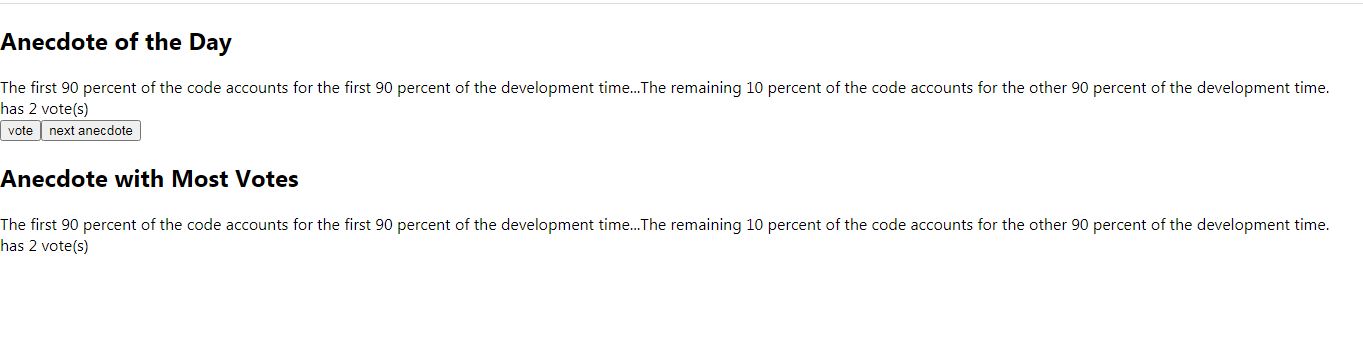 Anecdote of the Day
The first 90 percent of the code accounts for the first 90 percent of the development time...The remaining 10 percent of the code accounts for the other 90 percent of the development time.
has 2 vote(s)
vote next anecdote
Anecdote with Most Votes
The first 90 percent of the code accounts for the first 90 percent of the development time...The remaining 10 percent of the code accounts for the other 90 percent of the development time.
has 2 vote(s)